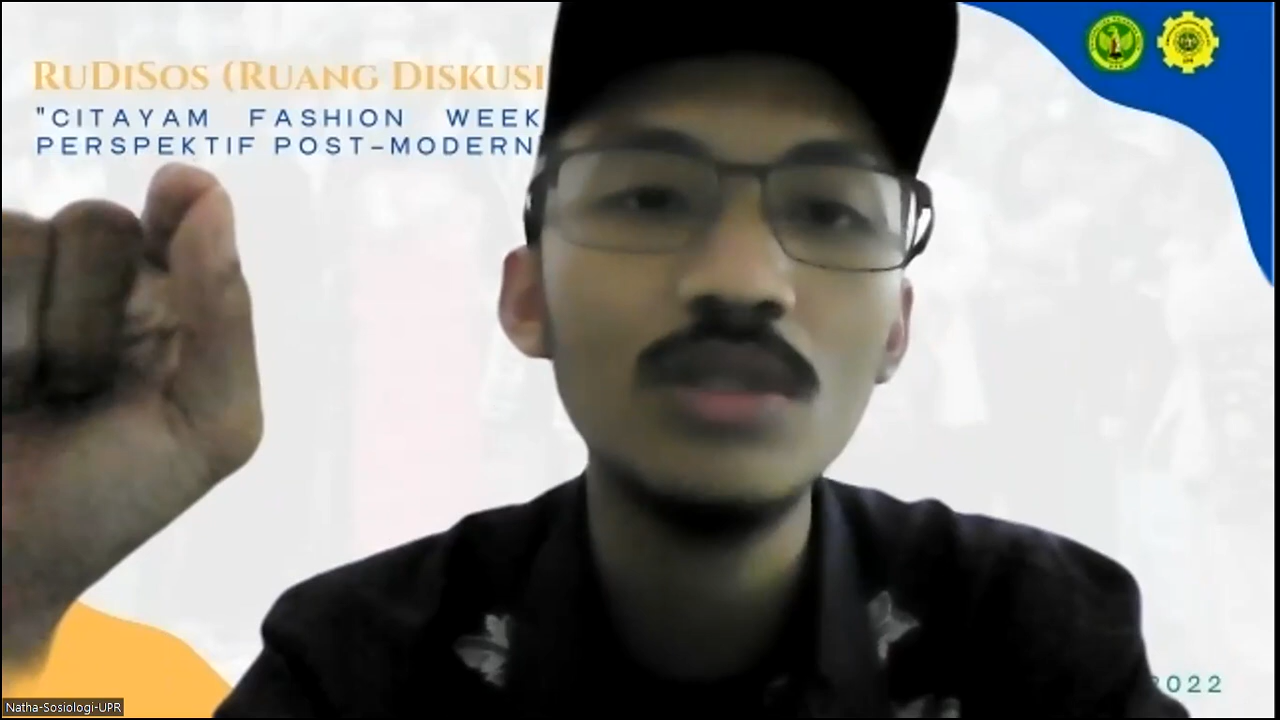 RUDISOS (RUANG DISKUSI
"CITAYAM FASHION WEEK
PERSPEKTIF POST-MODERN
2022
Natha-Sosiologi-UPR